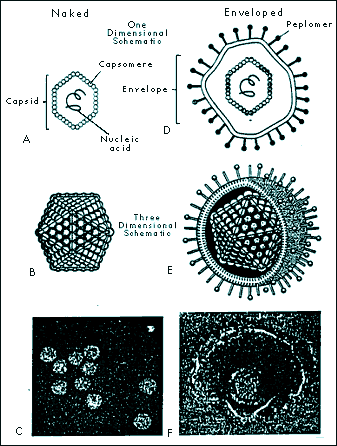 Naked
Enveloped
One
Dimensional
Schematic
Peplomer
Capsomere
Capsid
Envelope
Nucleic
acid
A
D
Three
Dimensional
Schematic
B
E
C
F